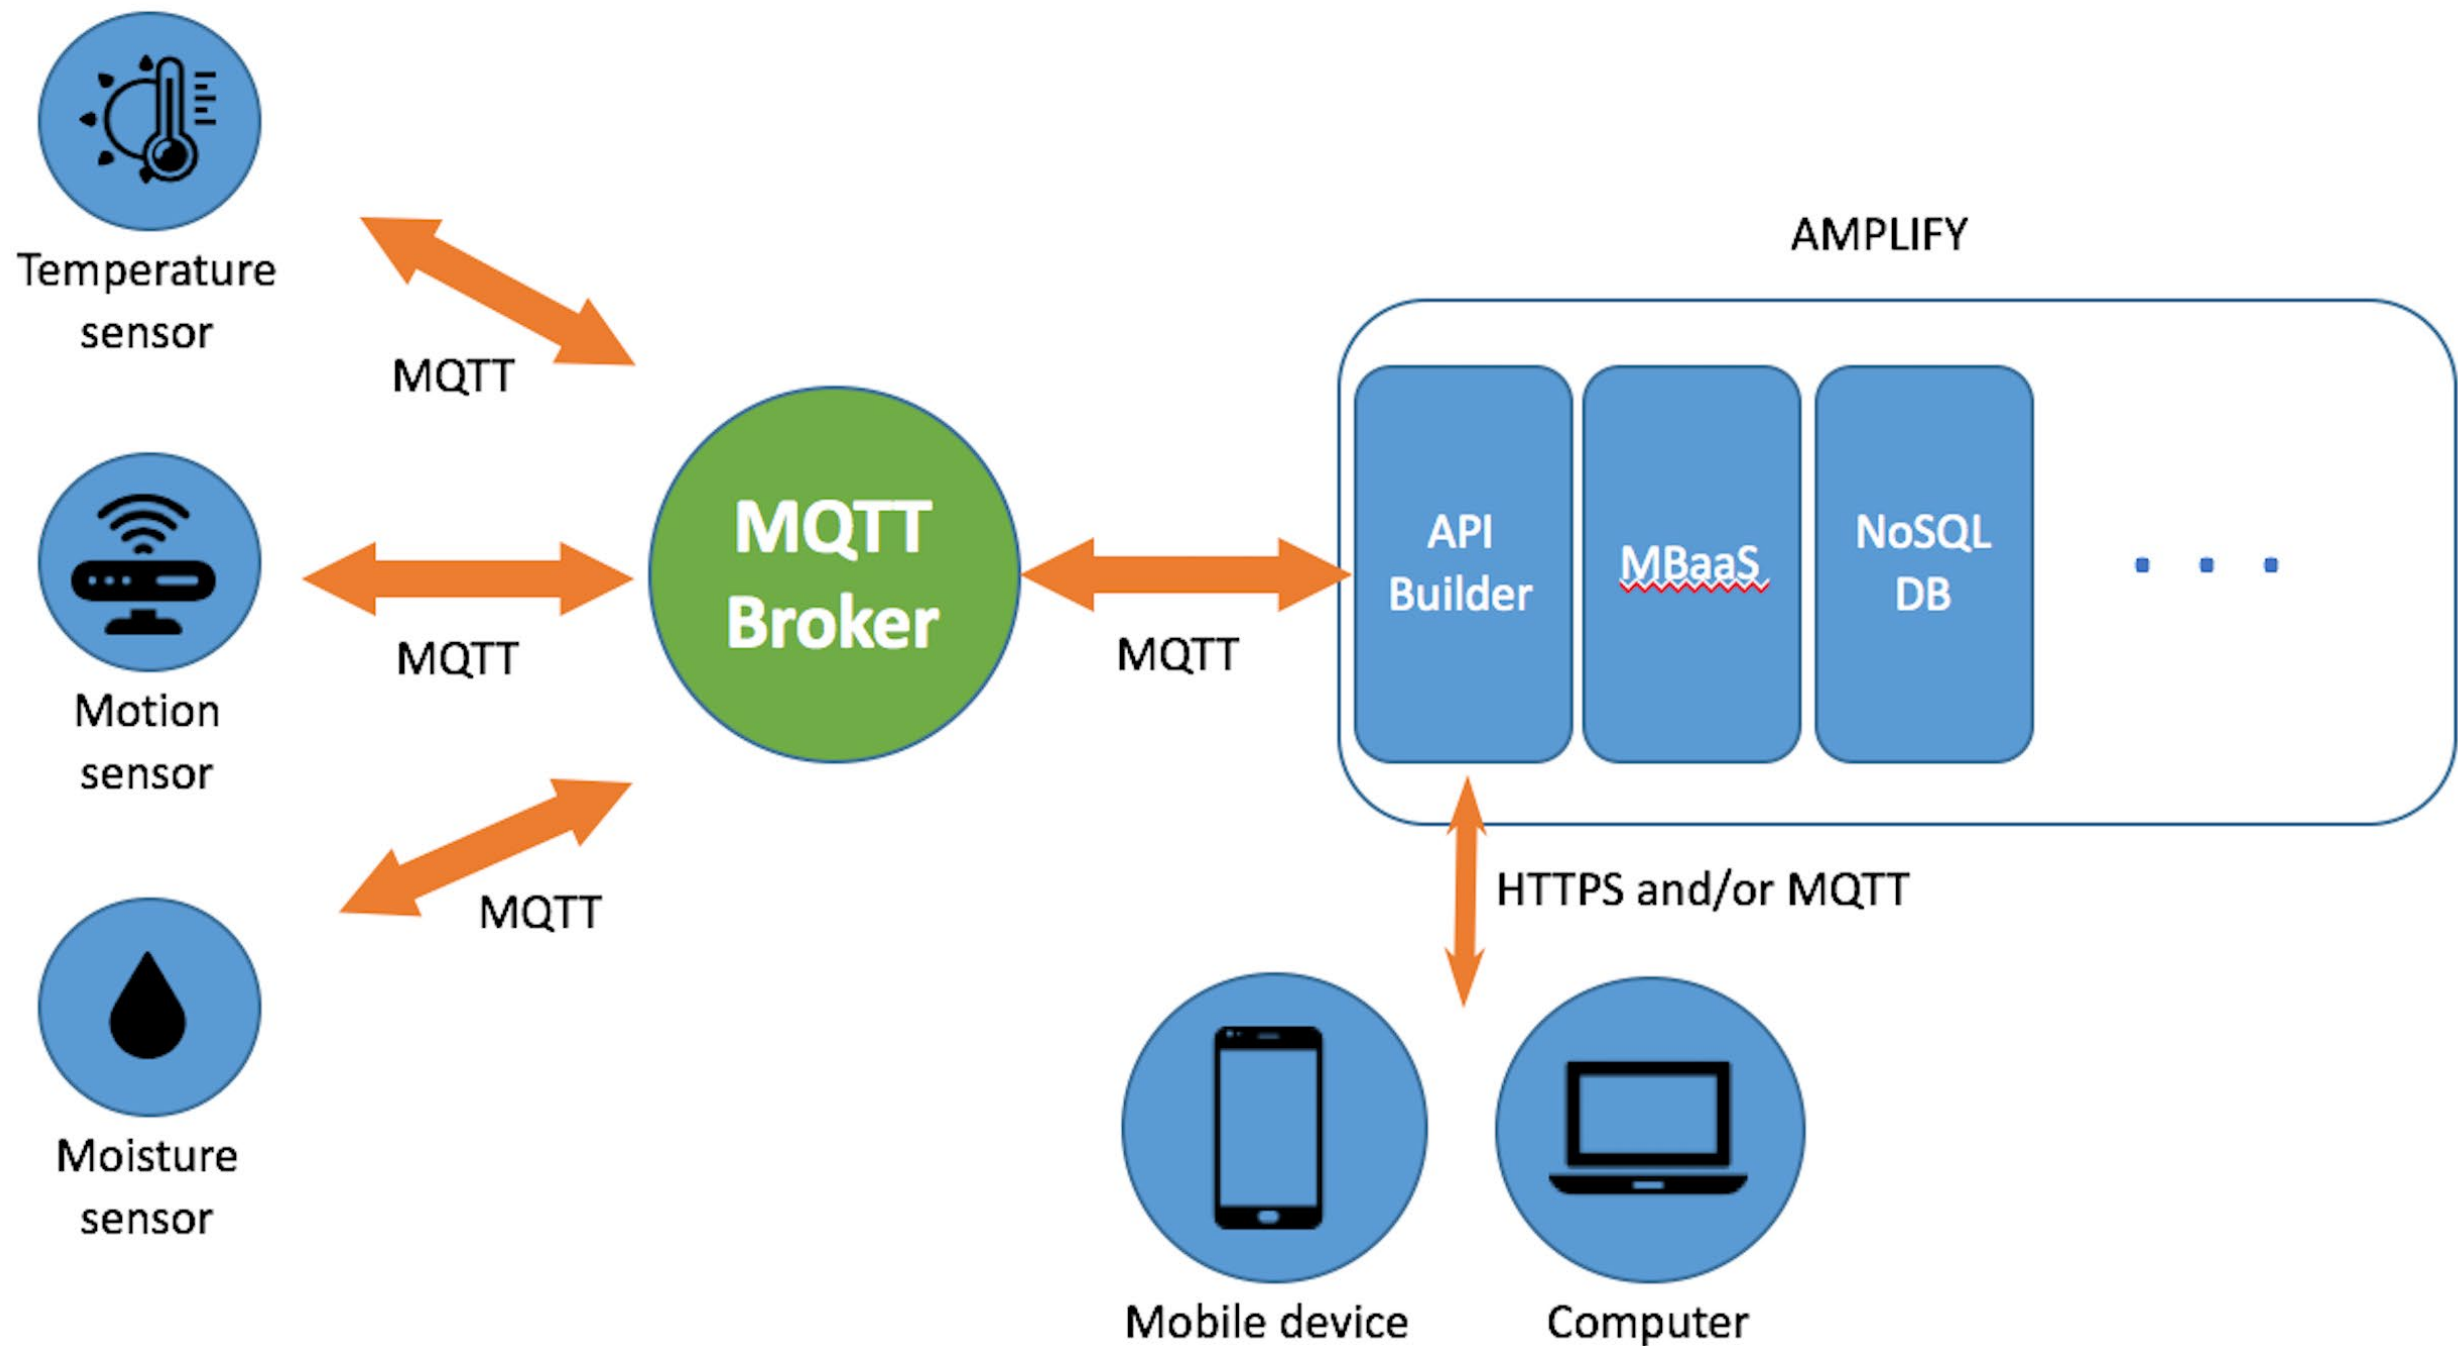 Temperature
sensor
MQTT
Motion
sensor
MQTT
Moisture
sensor
MQTT
MQTT
Broker
MQTT
AMPLIFY
API
Builder
MBaaS
NoSQL
DB
HTTPS and/or MQTT
Mobile device
Computer